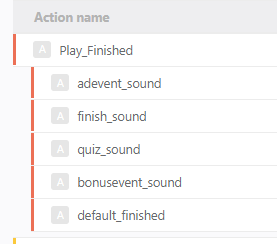 Action name
A Play_Finished
A adevent_sound
A finish_sound
A quiz_sound
A bonusevent_sound
A default_finished